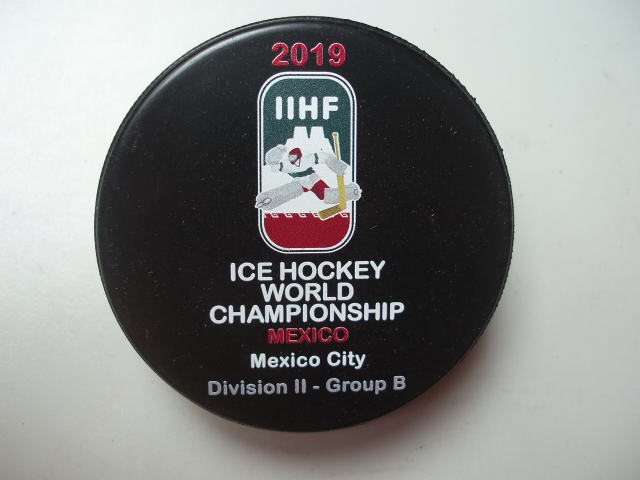 2019
IIHF
ICE HOCKEY
WORLD
CHAMPIONSHIP
MEXICO
Mexico City
Division II - Group B